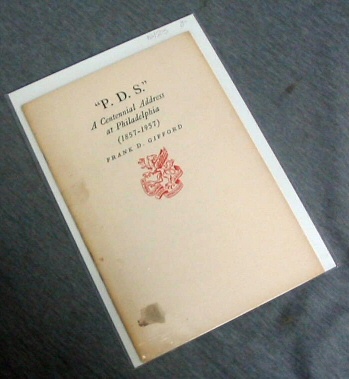 "P. D. S."
A Centennial Address
at Philadelphia
(1857-1957)
FRANK D. GIFFORD